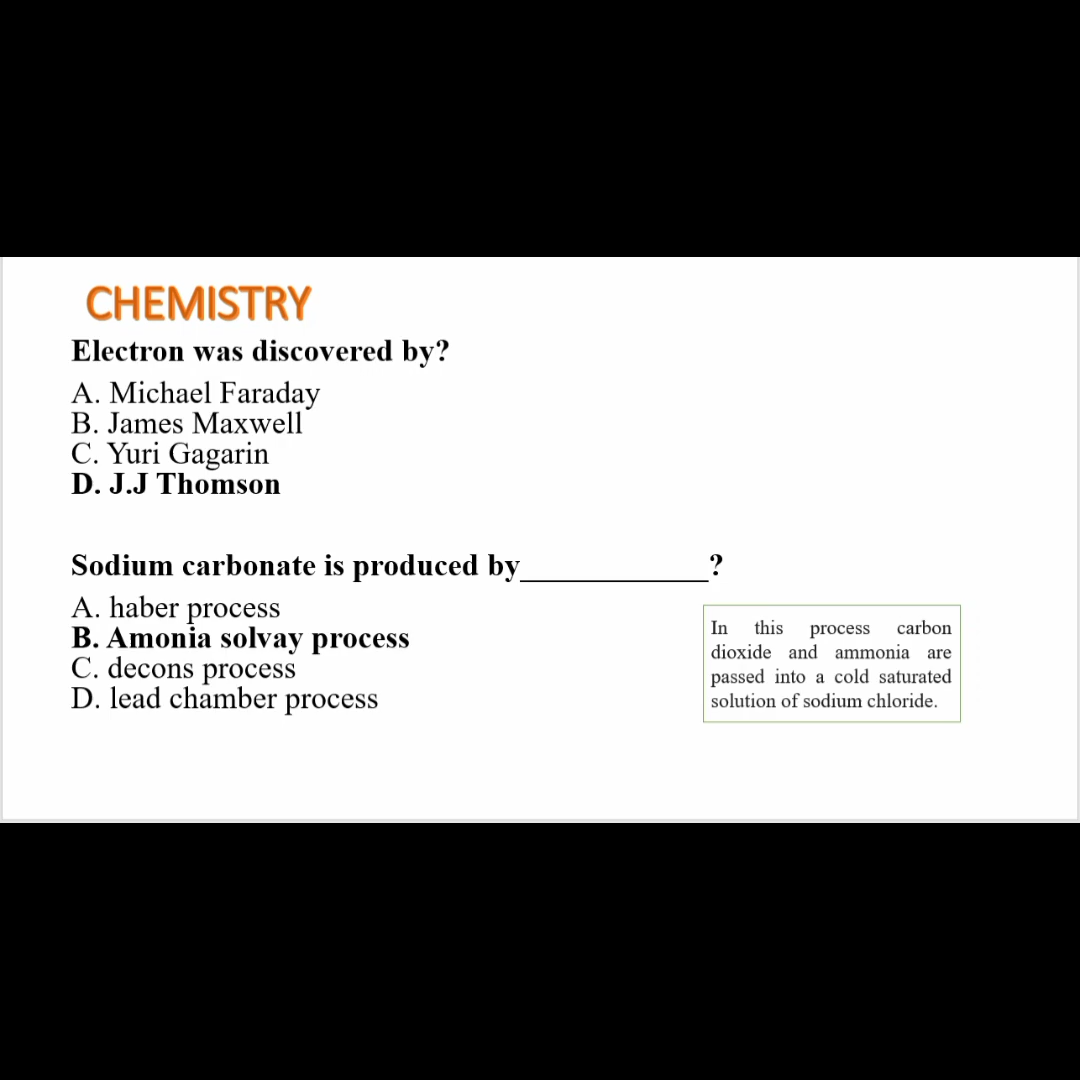 CHEMISTRY
Electron was discovered by?
A. Michael Faraday
B. James Maxwell
C. Yuri Gagarin
D. J.J Thomson
Sodium carbonate is produced by____________?
A. haber process
B. Amonia solvay process
C. decons process
D. lead chamber process
In this process carbon
dioxide and ammonia are
passed into a cold saturated
solution of sodium chloride.